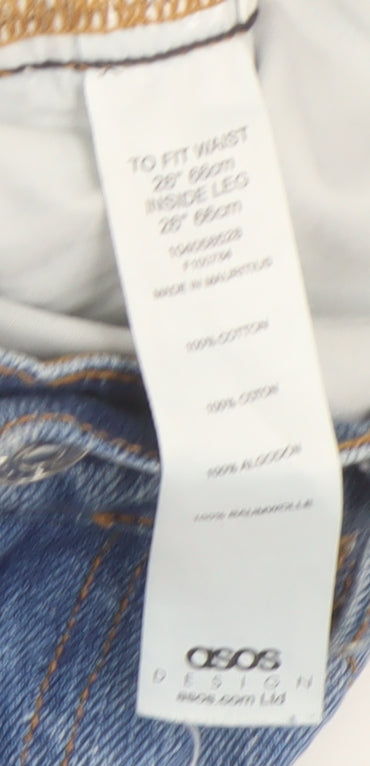 TO FIT WAIST
26" 66cm
INSIDE LEG
26" 66cm
MADE IN MAURITIUS
100% COTTON
100% COTON
100% ALGODON
100% BAUMWOLLE
asos
DESIGN
asos.com Ltd